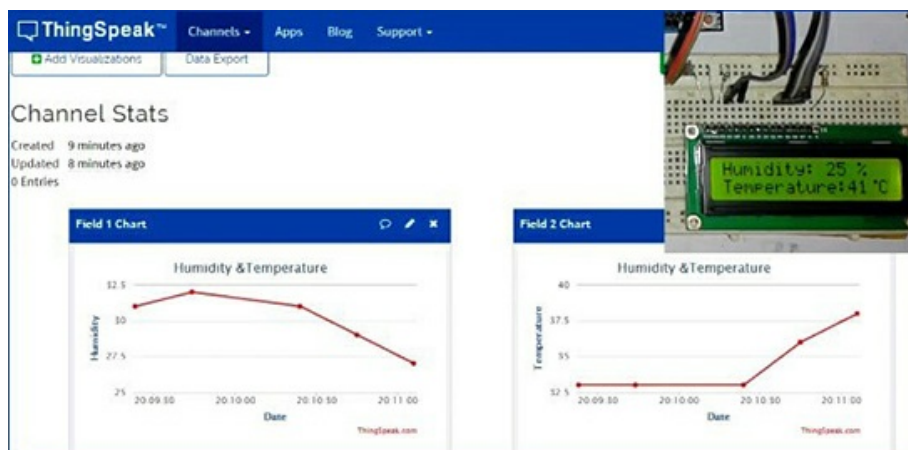 ThingSpeak™ Channels Apps Blog Support
Add Visualizations Data Export
Channel Stats
Created 9 minutes ago
Updated 8 minutes ago
0 Entries
Humidity: 25 %
Temperature:41°C
Field 1 Chart
Humidity &Temperature
32.5
30
27.5
25
Humidity
20:09:30 20:10:00 20:10:30 20:11:00
Date
ThingSpeak.com
Field 2 Chart
Humidity &Temperature
40
37.5
35
32.5
Temperature
20:09:30 20:10:00 20:10:30 20:11:00
Date
ThingSpeak.com